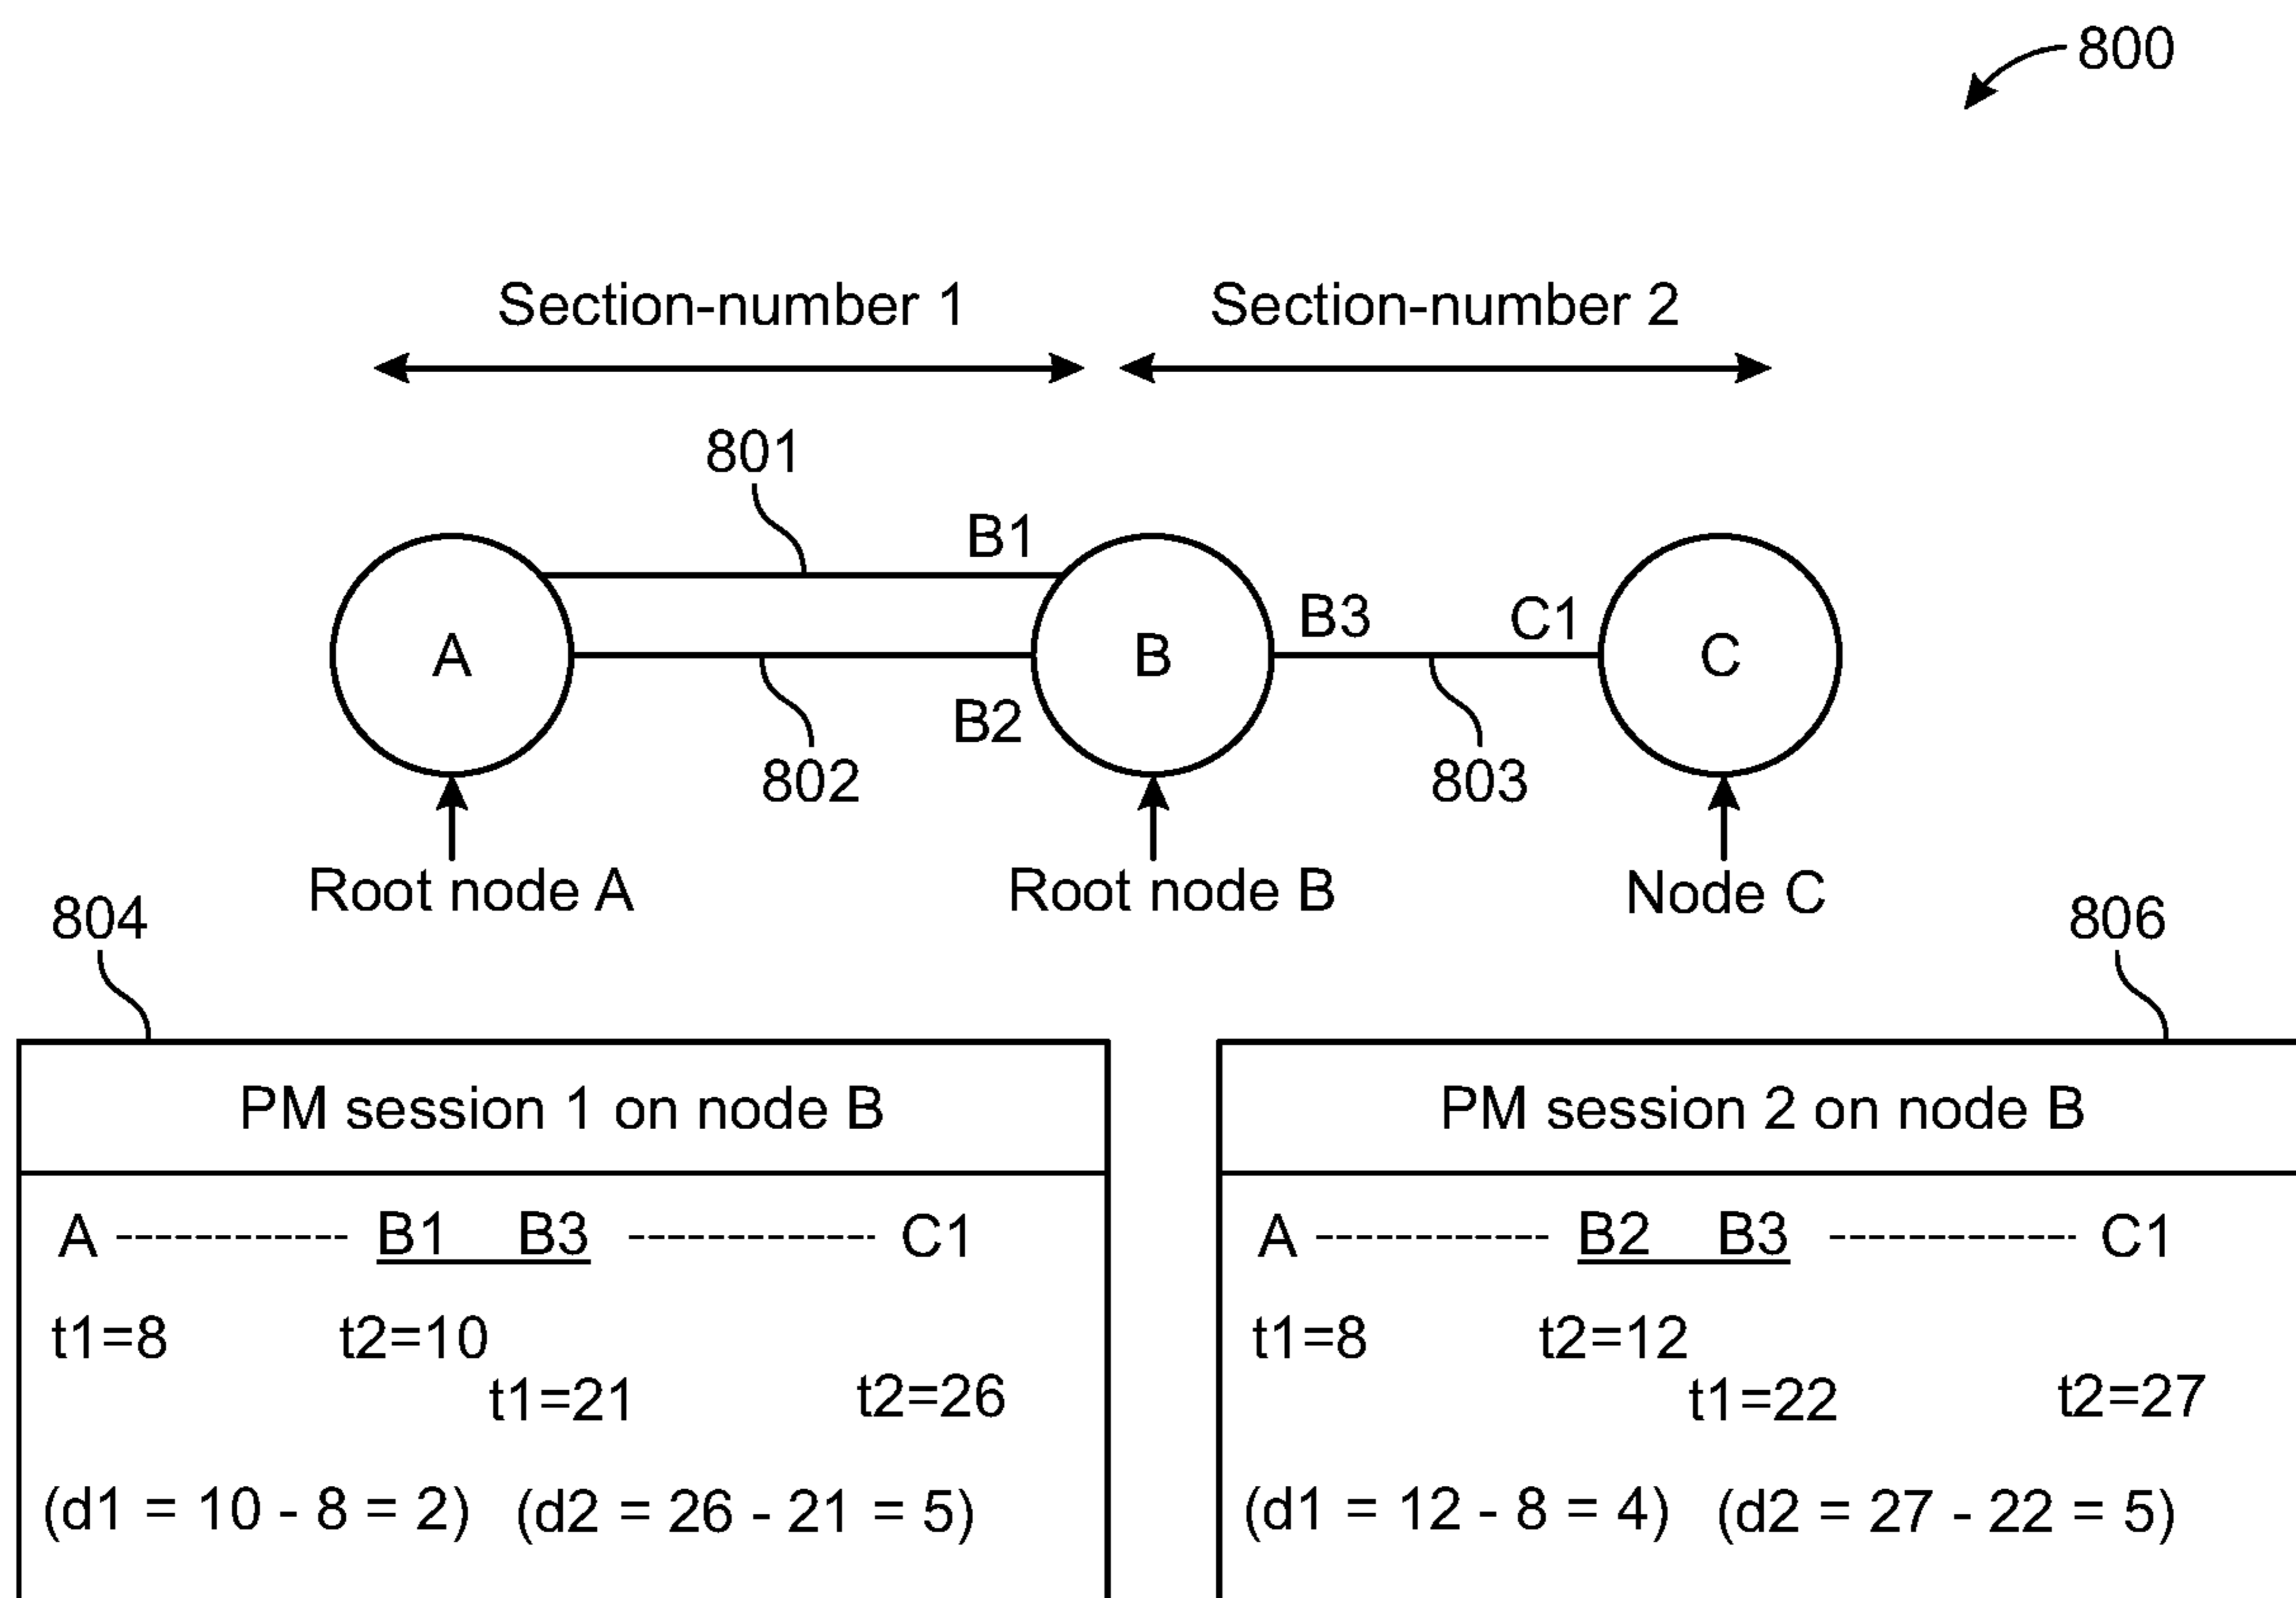 800
Section-number 1 Section-number 2
801
B1
B3 C1
A B C
B2
802 803
Root node A Root node B Node C
804 806
PM session 1 on node B
A ------------ B1 B3 ------------- C1
t1=8 t2=10
t1=21 t2=26
(d1 = 10 - 8 = 2) (d2 = 26 - 21 = 5)
PM session 2 on node B
A ------------ B2 B3 ------------- C1
t1=8 t2=12
t1=22 t2=27
(d1 = 12 - 8 = 4) (d2 = 27 - 22 = 5)